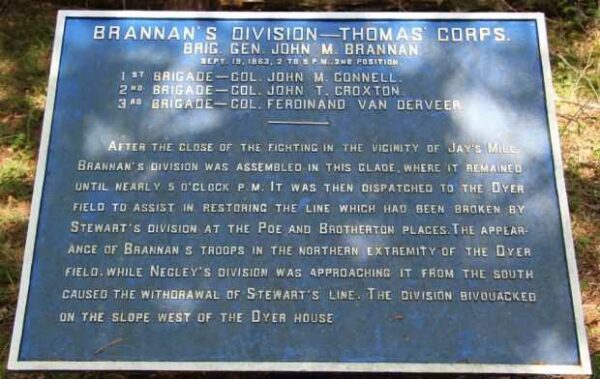 BRANNAN'S DIVISION—THOMAS' CORPS.
BRIG. GEN. JOHN M. BRANNAN
SEPT. 19, 1863, 2 TO 5 P.M., 2ND POSITION.
1ST BRIGADE—COL. JOHN M. CONNELL.
2ND BRIGADE—COL. JOHN T. CROXTON.
3RD BRIGADE—COL. FERDINAND VAN DERVEER
AFTER THE CLOSE OF THE FIGHTING IN THE VICINITY OF JAY'S MILL,
BRANNAN'S DIVISION WAS ASSEMBLED IN THIS GLADE, WHERE IT REMAINED
UNTIL NEARLY 5 O'CLOCK P.M. IT WAS THEN DISPATCHED TO THE DYER
FIELD TO ASSIST IN RESTORING THE LINE WHICH HAD BEEN BROKEN BY
STEWART'S DIVISION AT THE POE AND BROTHERTON PLACES. THE APPEAR-
ANCE OF BRANNAN'S TROOPS IN THE NORTHERN EXTREMITY OF THE DYER
FIELD, WHILE NEGLEY'S DIVISION WAS APPROACHING IT FROM THE SOUTH
CAUSED THE WITHDRAWAL OF STEWART'S LINE. THE DIVISION BIVOUACKED
ON THE SLOPE WEST OF THE DYER HOUSE